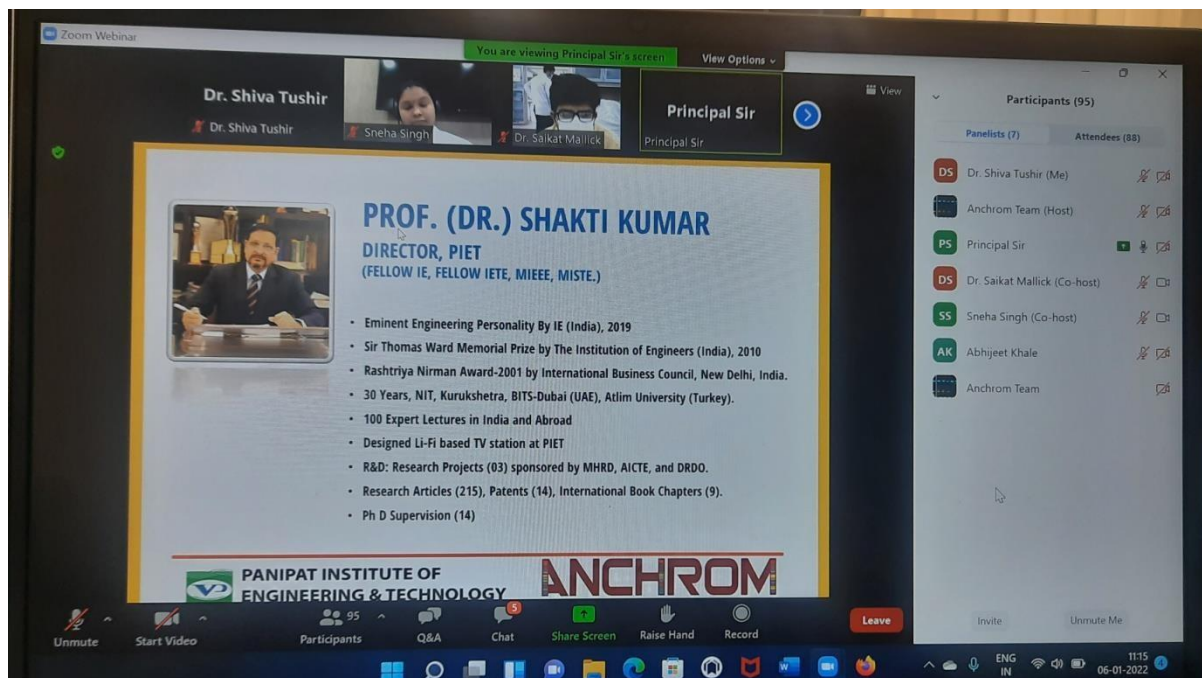 Zoom Webinar
You are viewing Principal Sir's screen
View Options
View
Dr. Shiva Tushir
Dr. Shiva Tushir
Sneha Singh
Dr. Saikat Mallick
Principal Sir
Principal Sir
PROF. (DR.) SHAKTI KUMAR
DIRECTOR, PIET
(FELLOW IE, FELLOW IETE, MIEEE, MISTE.)
• Eminent Engineering Personality By IE (India), 2019
• Sir Thomas Ward Memorial Prize by The Institution of Engineers (India), 2010
• Rashtriya Nirman Award-2001 by International Business Council, New Delhi, India.
• 30 Years, NIT, Kurukshetra, BITS-Dubai (UAE), Atlim University (Turkey).
• 100 Expert Lectures in India and Abroad
• Designed Li-Fi based TV station at PIET
• R&D: Research Projects (03) sponsored by MHRD, AICTE, and DRDO.
• Research Articles (215), Patents (14), International Book Chapters (9).
• Ph D Supervision (14)
PANIPAT INSTITUTE OF
ENGINEERING & TECHNOLOGY
ANCHROM
Participants (95)
Panelists (7)
Attendees (88)
DS Dr. Shiva Tushir (Me)
Anchrom Team (Host)
PS Principal Sir
DS Dr. Saikat Mallick (Co-host)
SS Sneha Singh (Co-host)
AK Abhijeet Khale
Anchrom Team
Invite
Unmute Me
Unmute
Start Video
95
Participants
Q&A
5
Chat
Share Screen
Raise Hand
Record
Leave
ENG
IN
11:15
06-01-2022